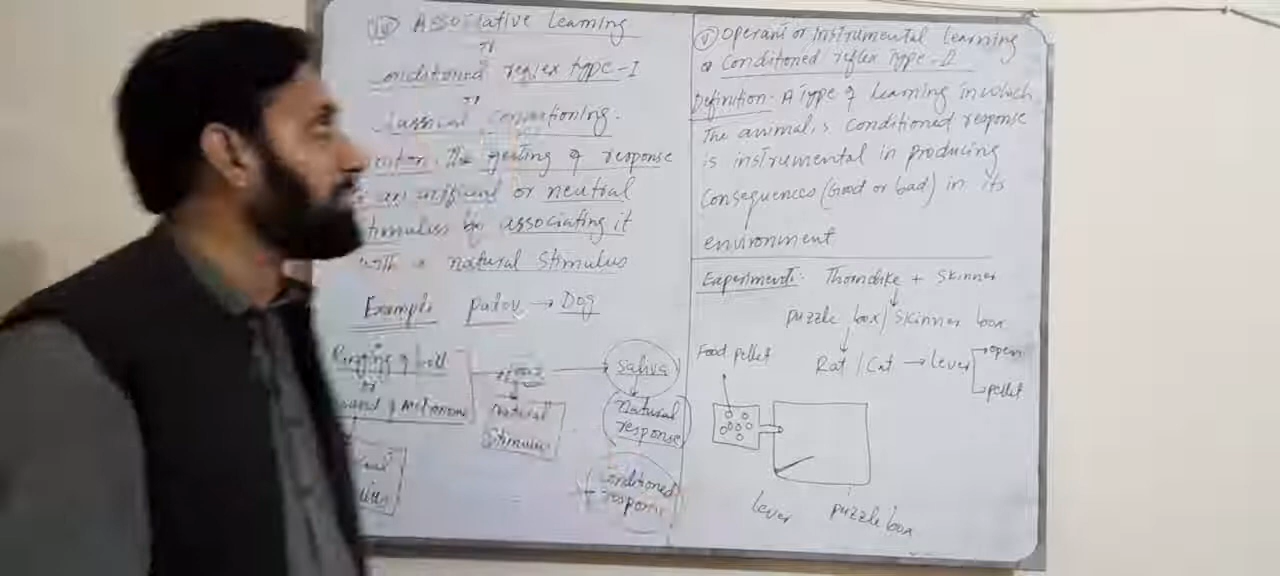 iv Associative Learning
or
Conditioned reflex type-I
or
classical conditioning.
The getting of response
or neutral
stimulus by associating it
with a natural stimulus
Example Pavlov → Dog
Ringing of bell
or
sound of metronome
natural
stimulus
saliva
natural
response
+ conditioned
response
v Operant or instrumental Learning
or Conditioned reflex type-II
Definition. A Type of Learning in which
The animal,s conditioned response
is instrumental in producing
Consequences (Good or bad) in its
environment
Experiment: Thorndike + Skinner
puzzle box/ skinner box
Rat / Cat → Lever
open
pellet
Food pellet
lever
puzzle box